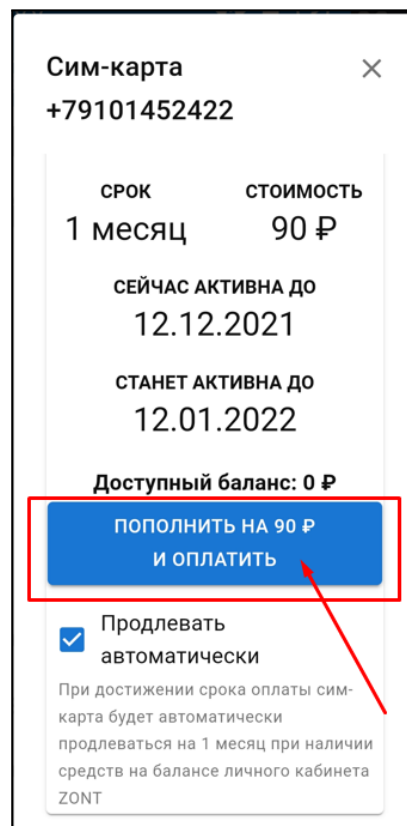 Сим-карта
+79101452422
СРОК СТОИМОСТЬ
1 месяц 90 ₽
СЕЙЧАС АКТИВНА ДО
12.12.2021
СТАНЕТ АКТИВНА ДО
12.01.2022
Доступный баланс: 0 ₽
ПОПОЛНИТЬ НА 90 ₽
И ОПЛАТИТЬ
Продлевать
автоматически
При достижении срока оплаты сим-
карта будет автоматически
продлеваться на 1 месяц при наличии
средств на балансе личного кабинета
ZONT